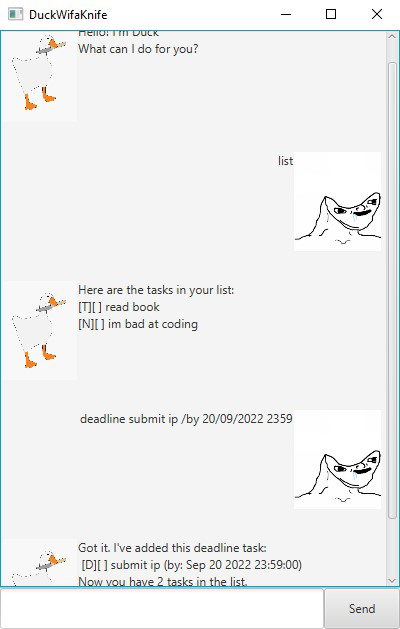 DuckWifaKnife
Hello! I'm Duck
What can I do for you?
list
Here are the tasks in your list:
[T][ ] read book
[N][ ] im bad at coding
deadline submit ip /by 20/09/2022 2359
Got it. I've added this deadline task:
[D][ ] submit ip (by: Sep 20 2022 23:59:00)
Now you have 2 tasks in the list.
Send